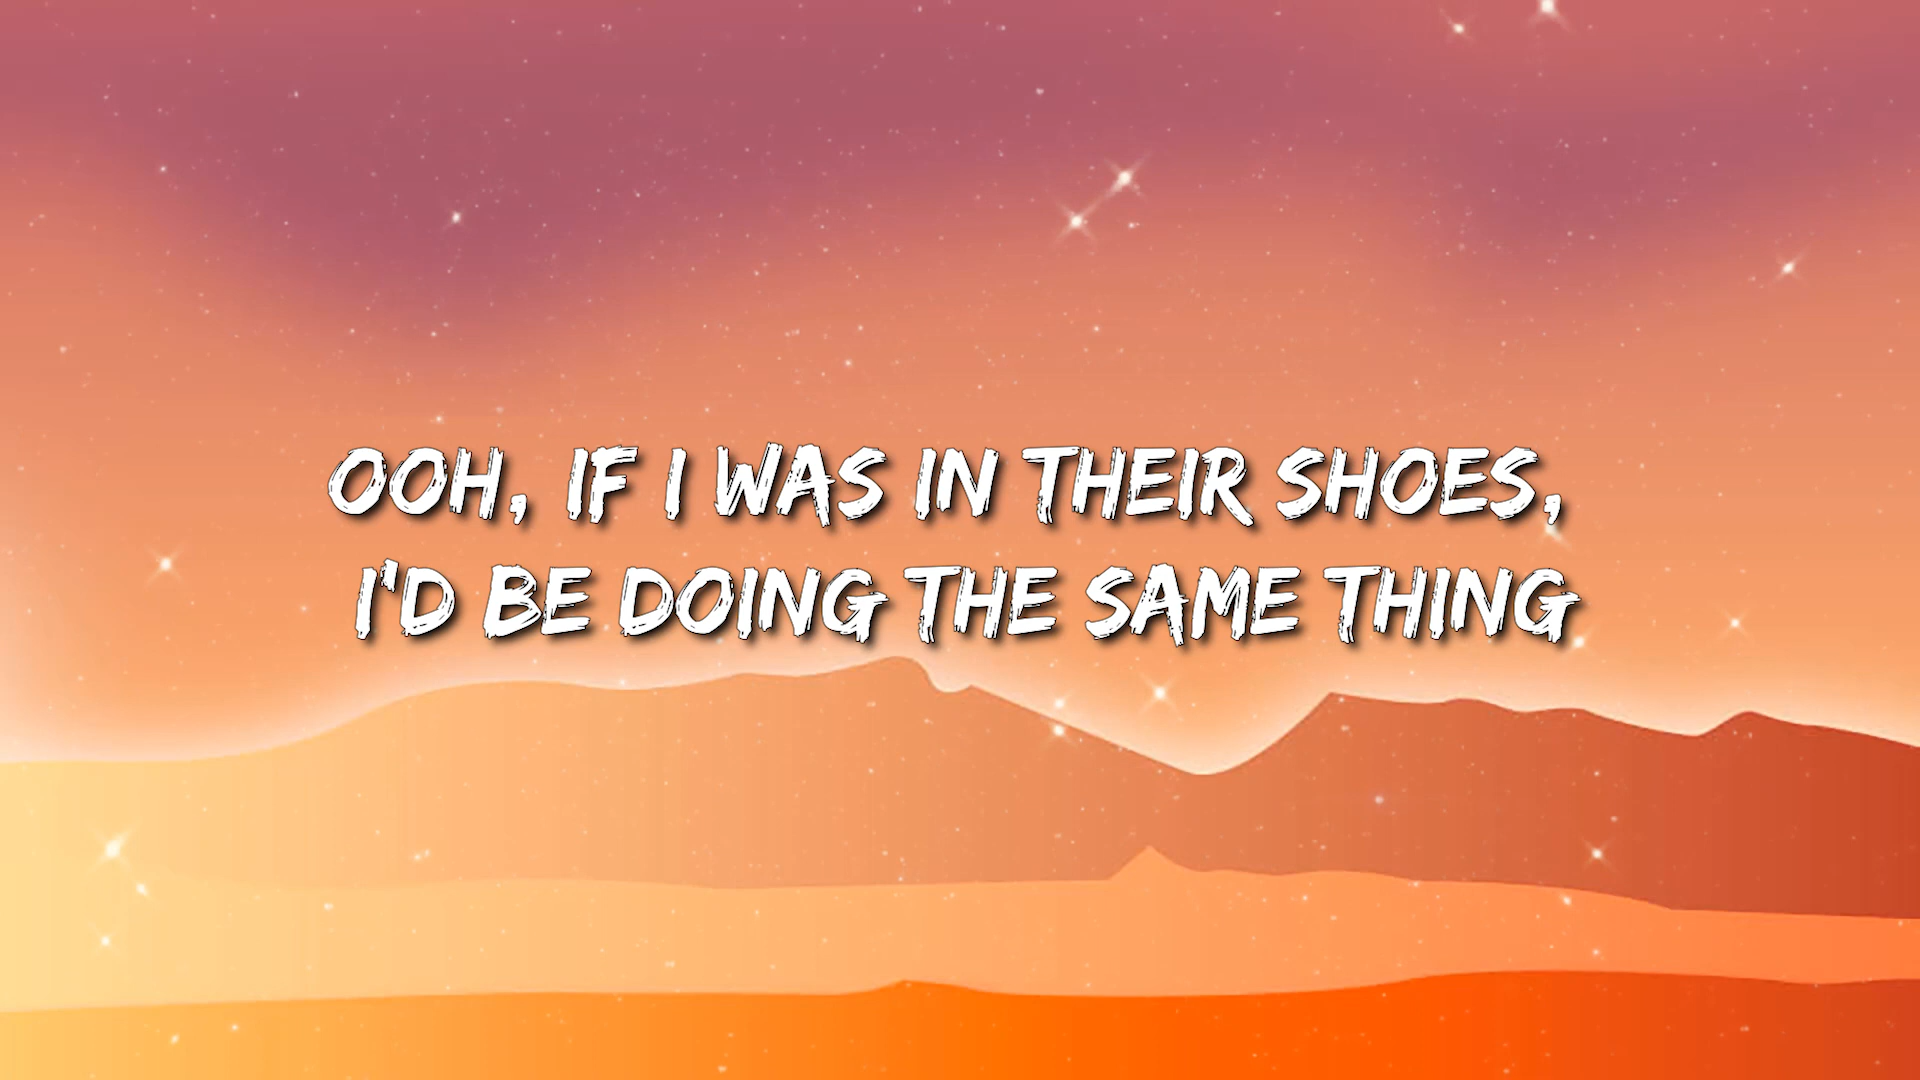 OOH, IF I WAS IN THEIR SHOES,
I'D BE DOING THE SAME THING